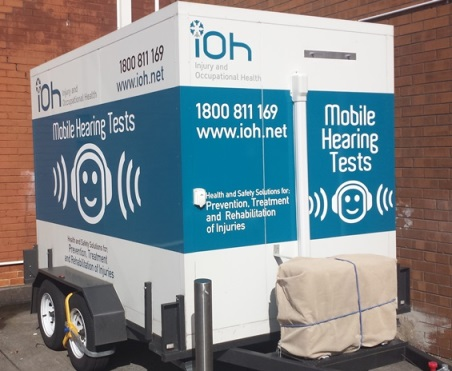 ioh
Injury and
Occupational Health
1800 811 169
www.ioh.net
Mobile Hearing Tests
Health and Safety Solutions for:
Prevention, Treatment
and Rehabilitation
of Injuries
ioh
Injury and
Occupational Health
1800 811 169
www.ioh.net
Health and Safety Solutions for:
Prevention, Treatment
and Rehabilitation
of Injuries
Mobile
Hearing
Tests